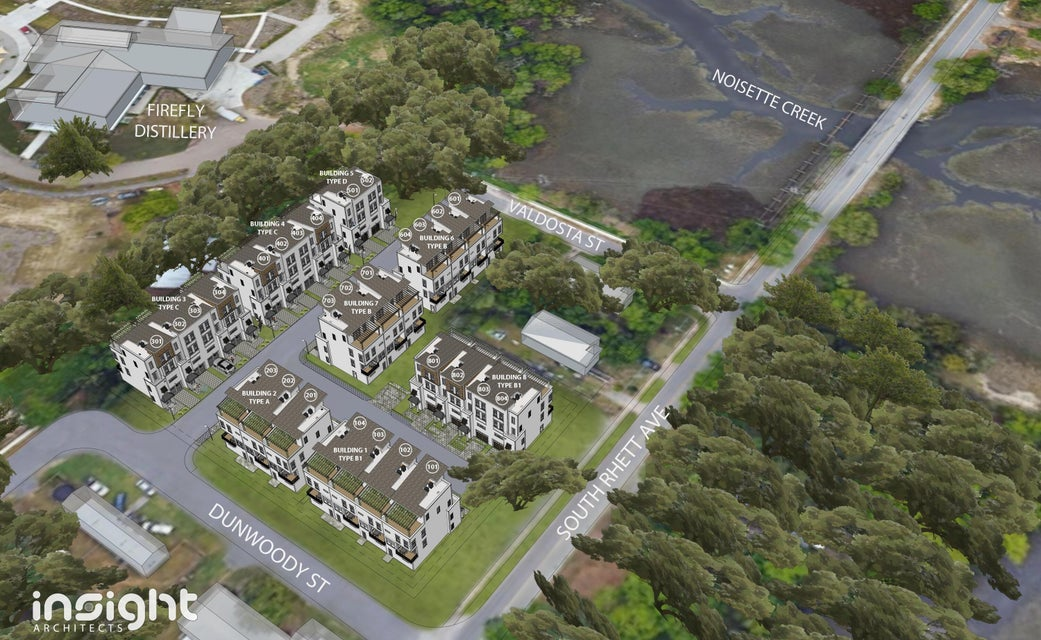 FIREFLY
DISTILLERY
NOISETTE CREEK
VALDOSTA ST
SOUTH RHETT AVE
DUNWOODY ST
BUILDING 5
TYPE D
501
502
BUILDING 4
TYPE C
401
402
403
404
BUILDING 3
TYPE C
301
302
303
304
BUILDING 6
TYPE B
604
603
602
601
BUILDING 7
TYPE B
703
702
701
BUILDING 8
TYPE B1
801
802
803
804
BUILDING 2
TYPE A
203
202
201
BUILDING 1
TYPE B1
104
103
102
101
insight
ARCHITECTS